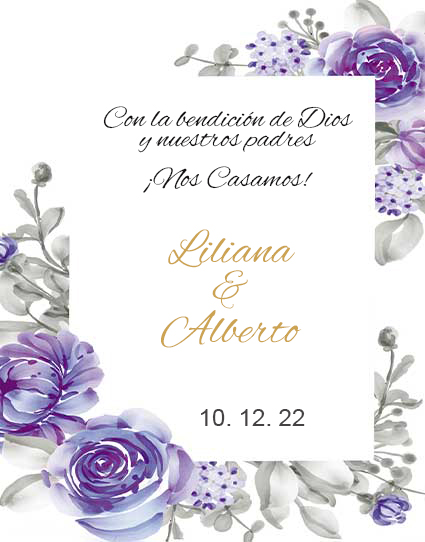 Con la bendición de Dios
y nuestros padres
¡Nos Casamos!
Liliana
&
Alberto
10. 12. 22